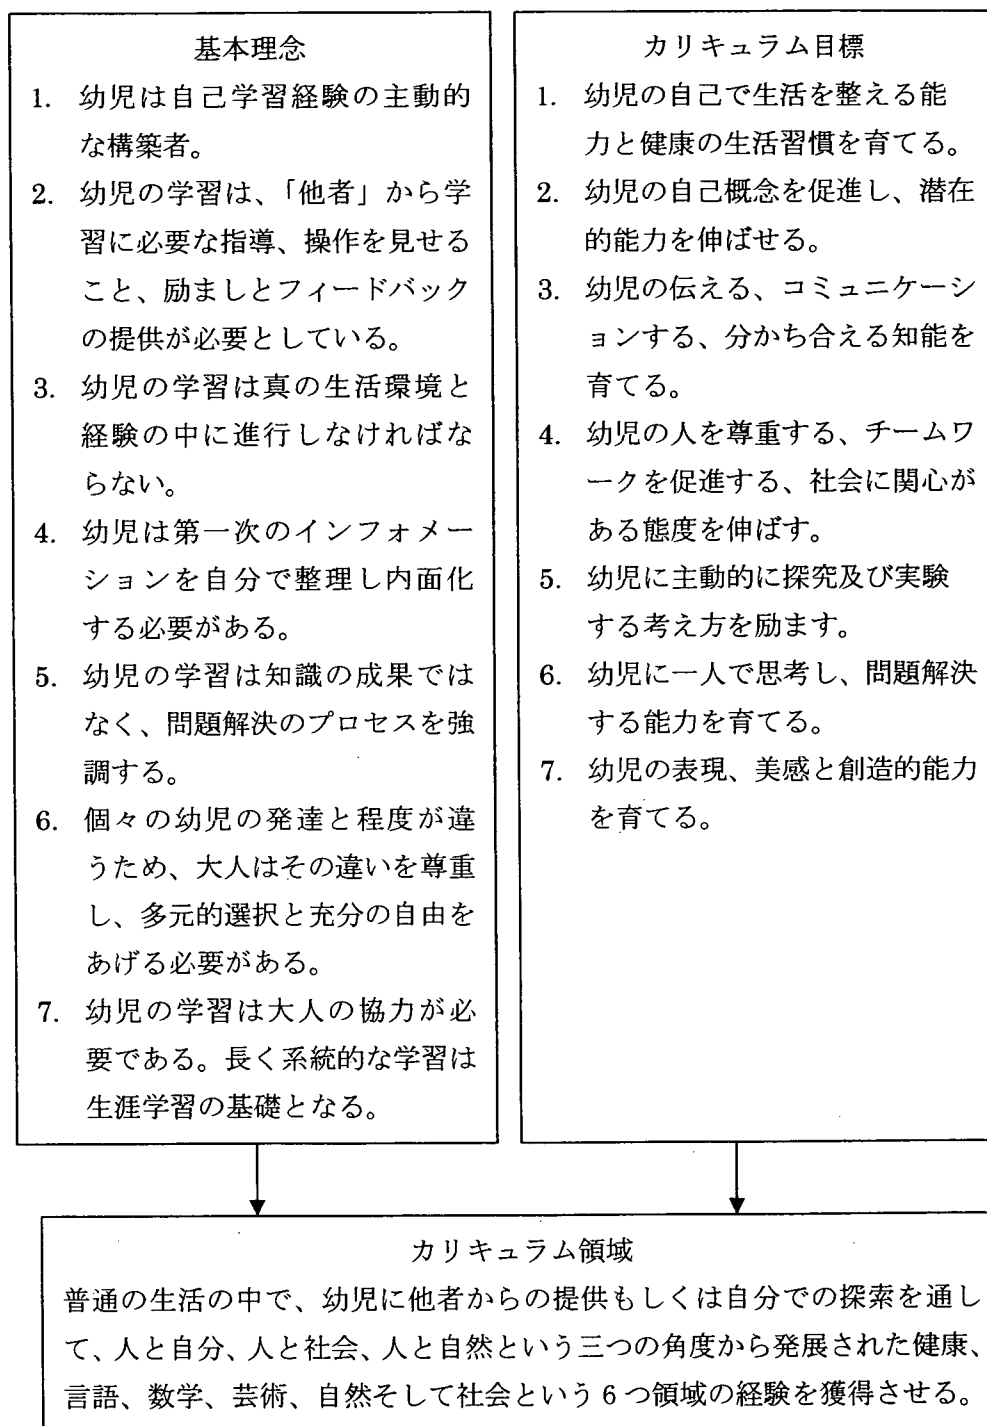 基本理念
1. 幼児は自己学習経験の主動的
な構築者。
2. 幼児の学習は、「他者」から学
習に必要な指導、操作を見せる
こと、励ましとフィードバック
の提供が必要としている。
3. 幼児の学習は真の生活環境と
経験の中に進行しなければな
らない。
4. 幼児は第一次のインフォメー
ションを自分で整理し内面化
する必要がある。
5. 幼児の学習は知識の成果では
なく、問題解決のプロセスを強
調する。
6. 個々の幼児の発達と程度が違
うため、大人はその違いを尊重
し、多元的選択と充分の自由を
あげる必要がある。
7. 幼児の学習は大人の協力が必
要である。長く系統的な学習は
生涯学習の基礎となる。
カリキュラム目標
1. 幼児の自己で生活を整える能
力と健康の生活習慣を育てる。
2. 幼児の自己概念を促進し、潜在
的能力を伸ばせる。
3. 幼児の伝える、コミュニケーシ
ョンする、分かち合える知能を
育てる。
4. 幼児の人を尊重する、チームワ
ークを促進する、社会に関心が
ある態度を伸ばす。
5. 幼児に主動的に探究及び実験
する考え方を励ます。
6. 幼児に一人で思考し、問題解決
する能力を育てる。
7. 幼児の表現、美感と創造的能力
を育てる。
カリキュラム領域
普通の生活の中で、幼児に他者からの提供もしくは自分での探索を通し
て、人と自分、人と社会、人と自然という三つの角度から発展された健康、
言語、数学、芸術、自然そして社会という 6 つ領域の経験を獲得させる。